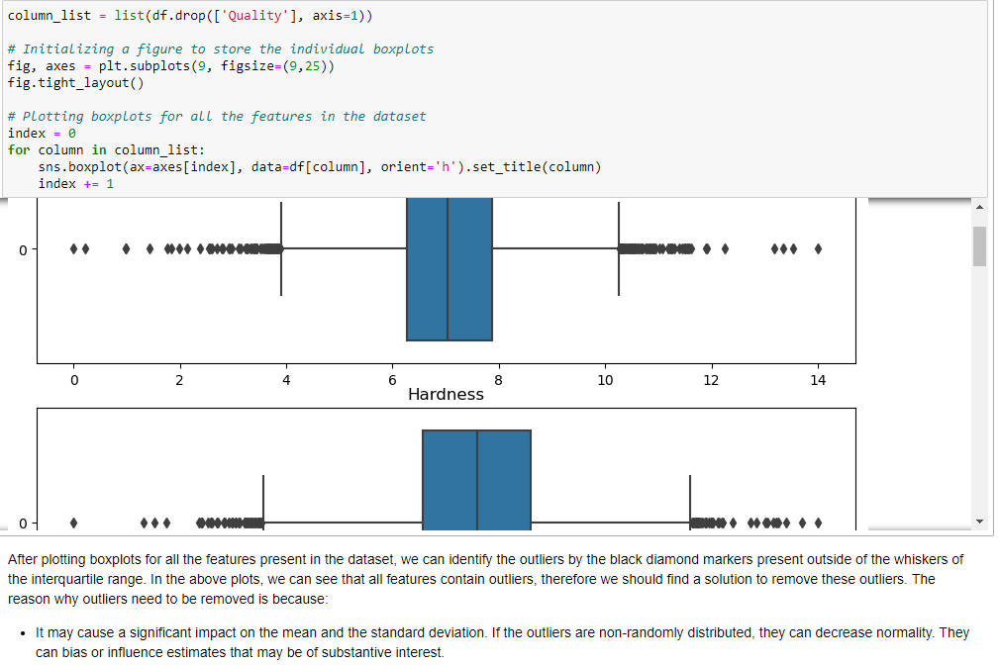 column_list = list(df.drop(['Quality'], axis=1))
# Initializing a figure to store the individual boxplots
fig, axes = plt.subplots(9, figsize=(9,25))
fig.tight_layout()
# Plotting boxplots for all the features in the dataset
index = 0
for column in column_list:
    sns.boxplot(ax=axes[index], data=df[column], orient='h').set_title(column)
    index += 1
0
0 2 4 6 8 10 12 14
Hardness
0
After plotting boxplots for all the features present in the dataset, we can identify the outliers by the black diamond markers present outside of the whiskers of
the interquartile range. In the above plots, we can see that all features contain outliers, therefore we should find a solution to remove these outliers. The
reason why outliers need to be removed is because:
• It may cause a significant impact on the mean and the standard deviation. If the outliers are non-randomly distributed, they can decrease normality. They
can bias or influence estimates that may be of substantive interest.